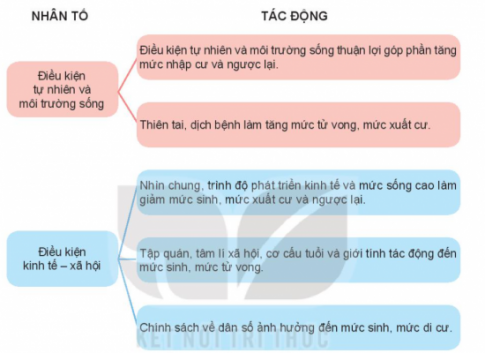 NHÂN TỐ
TÁC ĐỘNG
Điều kiện
tự nhiên và
môi trường sống
Điều kiện tự nhiên và môi trường sống thuận lợi góp phần tăng
mức nhập cư và ngược lại.
Thiên tai, dịch bệnh làm tăng mức tử vong, mức xuất cư.
Điều kiện
kinh tế – xã hội
Nhìn chung, trình độ phát triển kinh tế và mức sống cao làm
giảm mức sinh, mức xuất cư và ngược lại.
Tập quán, tâm lí xã hội, cơ cấu tuổi và giới tính tác động đến
mức sinh, mức tử vong.
Chính sách về dân số ảnh hưởng đến mức sinh, mức di cư.
KẾT NỐI TRI THỨC